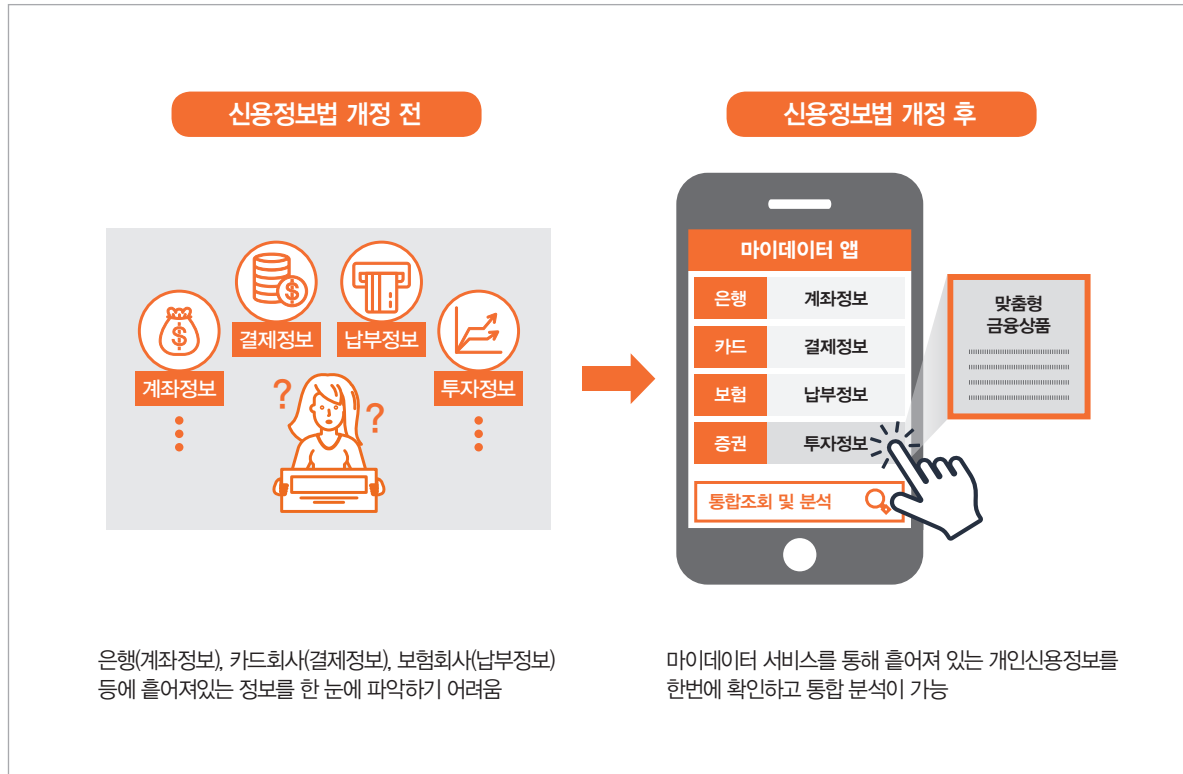 신용정보법 개정 전
결제정보
납부정보
계좌정보
투자정보
?
?
은행(계좌정보), 카드회사(결제정보), 보험회사(납부정보)
등에 흩어져있는 정보를 한 눈에 파악하기 어려움
신용정보법 개정 후
마이데이터 앱
은행 계좌정보
카드 결제정보
보험 납부정보
증권 투자정보
통합조회 및 분석
맞춤형
금융상품
마이데이터 서비스를 통해 흩어져 있는 개인신용정보를
한번에 확인하고 통합 분석이 가능